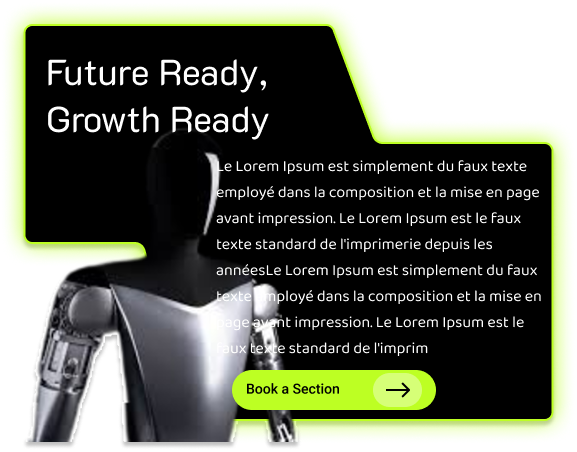 Future Ready,
Growth Ready
Le Lorem Ipsum est simplement du faux texte
employé dans la composition et la mise en page
avant impression. Le Lorem Ipsum est le faux
texte standard de l'imprimerie depuis les
annéesLe Lorem Ipsum est simplement du faux
texte employé dans la composition et la mise en
page avant impression. Le Lorem Ipsum est le
faux texte standard de l'imprim
Book a Section